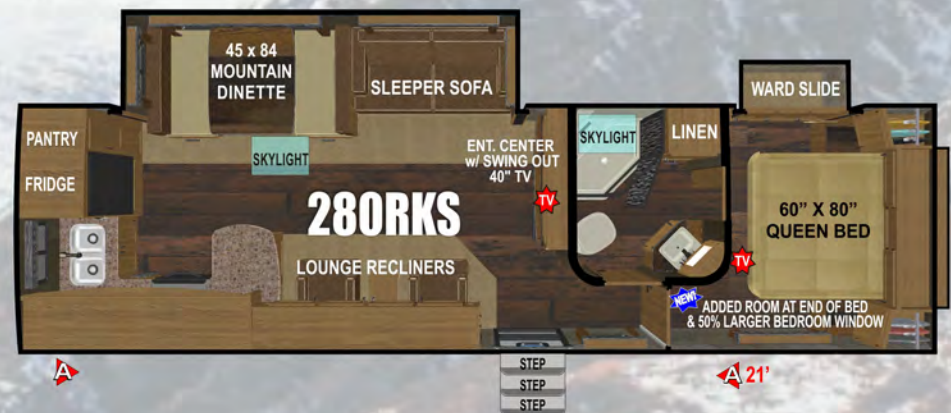 45 x 84
MOUNTAIN
DINETTE
SLEEPER SOFA
WARD SLIDE
PANTRY
FRIDGE
SKYLIGHT
ENT. CENTER
w/ SWING OUT
40" TV
TV
SKYLIGHT
LINEN
280RKS
60" X 80"
QUEEN BED
LOUNGE RECLINERS
TV
NEW!
ADDED ROOM AT END OF BED
& 50% LARGER BEDROOM WINDOW
STEP
STEP
STEP
A
A 21'